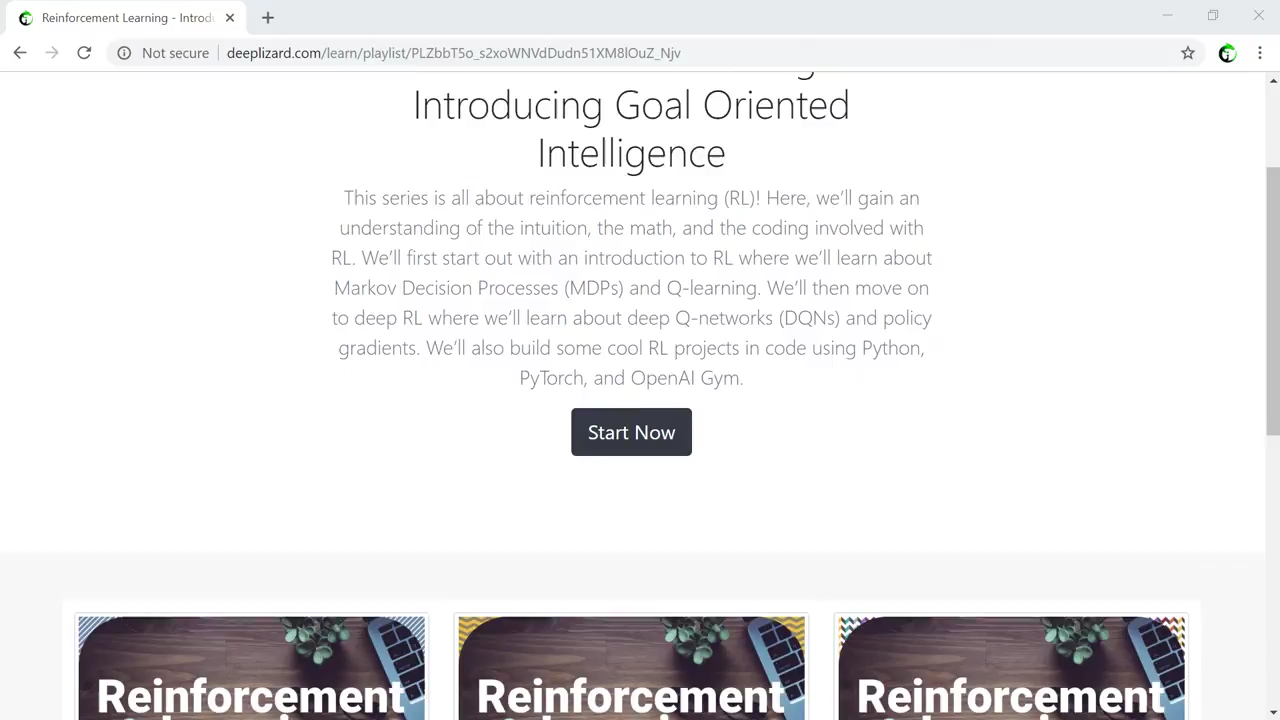 Reinforcement Learning - Introdu
Not secure
deeplizard.com/learn/playlist/PLZbbT5o_s2xoWNVdDudn51XM8lOuZ_Njv
Introducing Goal Oriented
Intelligence
This series is all about reinforcement learning (RL)! Here, we’ll gain an
understanding of the intuition, the math, and the coding involved with
RL. We’ll first start out with an introduction to RL where we’ll learn about
Markov Decision Processes (MDPs) and Q-learning. We’ll then move on
to deep RL where we’ll learn about deep Q-networks (DQNs) and policy
gradients. We’ll also build some cool RL projects in code using Python,
PyTorch, and OpenAI Gym.
Start Now
Reinforcement Reinforcement Reinforcement